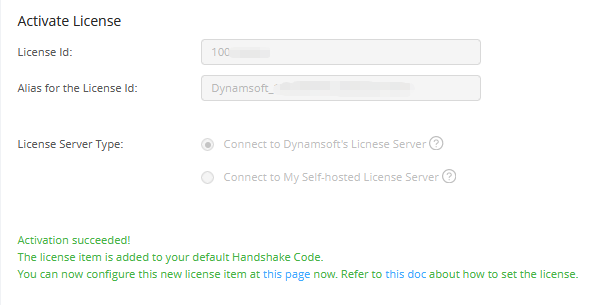 Activate License
License Id:
100
Alias for the License Id:
Dynamsoft_
License Server Type:
Connect to Dynamsoft's Licnese Server ?
Connect to My Self-hosted License Server ?
Activation succeeded!
The license item is added to your default Handshake Code.
You can now configure this new license item at this page now. Refer to this doc about how to set the license.